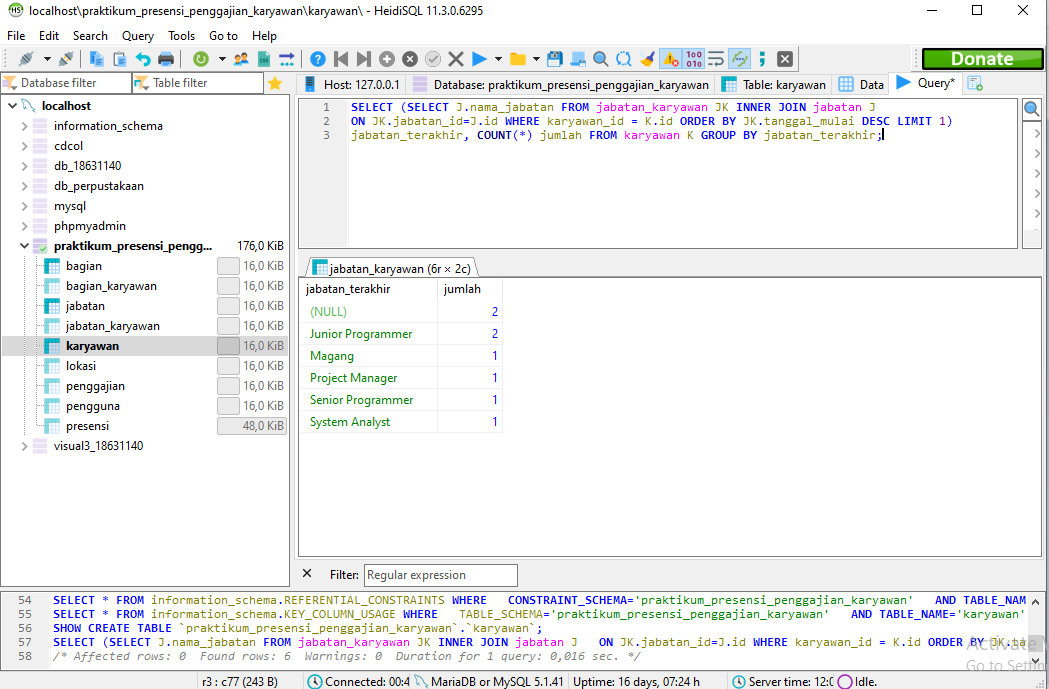 localhost\praktikum_presensi_penggajian_karyawan\karyawan\ - HeidiSQL 11.3.0.6295
File Edit Search Query Tools Go to Help
Donate
Database filter Table filter
Host: 127.0.0.1 Database: praktikum_presensi_penggajian_karyawan Table: karyawan Data Query*
localhost
information_schema
cdcol
db_18631140
db_perpustakaan
mysql
phpmyadmin
praktikum_presensi_pengg... 176,0 KiB
bagian 16,0 KiB
bagian_karyawan 16,0 KiB
jabatan 16,0 KiB
jabatan_karyawan 16,0 KiB
karyawan 16,0 KiB
lokasi 16,0 KiB
penggajian 16,0 KiB
pengguna 16,0 KiB
presensi 48,0 KiB
visual3_18631140
1 SELECT (SELECT J.nama_jabatan FROM jabatan_karyawan JK INNER JOIN jabatan J
2 ON JK.jabatan_id=J.id WHERE karyawan_id = K.id ORDER BY JK.tanggal_mulai DESC LIMIT 1)
3 jabatan_terakhir, COUNT(*) jumlah FROM karyawan K GROUP BY jabatan_terakhir;
jabatan_karyawan (6r × 2c)
jabatan_terakhir jumlah
(NULL) 2
Junior Programmer 2
Magang 1
Project Manager 1
Senior Programmer 1
System Analyst 1
Filter: Regular expression
54 SELECT * FROM information_schema.REFERENTIAL_CONSTRAINTS WHERE CONSTRAINT_SCHEMA='praktikum_presensi_penggajian_karyawan' AND TABLE_NAM
55 SELECT * FROM information_schema.KEY_COLUMN_USAGE WHERE TABLE_SCHEMA='praktikum_presensi_penggajian_karyawan' AND TABLE_NAME='karyawan'
56 SHOW CREATE TABLE `praktikum_presensi_penggajian_karyawan`.`karyawan`;
57 SELECT (SELECT J.nama_jabatan FROM jabatan_karyawan JK INNER JOIN jabatan J ON JK.jabatan_id=J.id WHERE karyawan_id = K.id ORDER BY JK.tan
58 /* Affected rows: 0 Found rows: 6 Warnings: 0 Duration for 1 query: 0,016 sec. */
Activate
Go to Settin
r3 : c77 (243 B) Connected: 00:4 MariaDB or MySQL 5.1.41 Uptime: 16 days, 07:24 h Server time: 12:0 Idle.